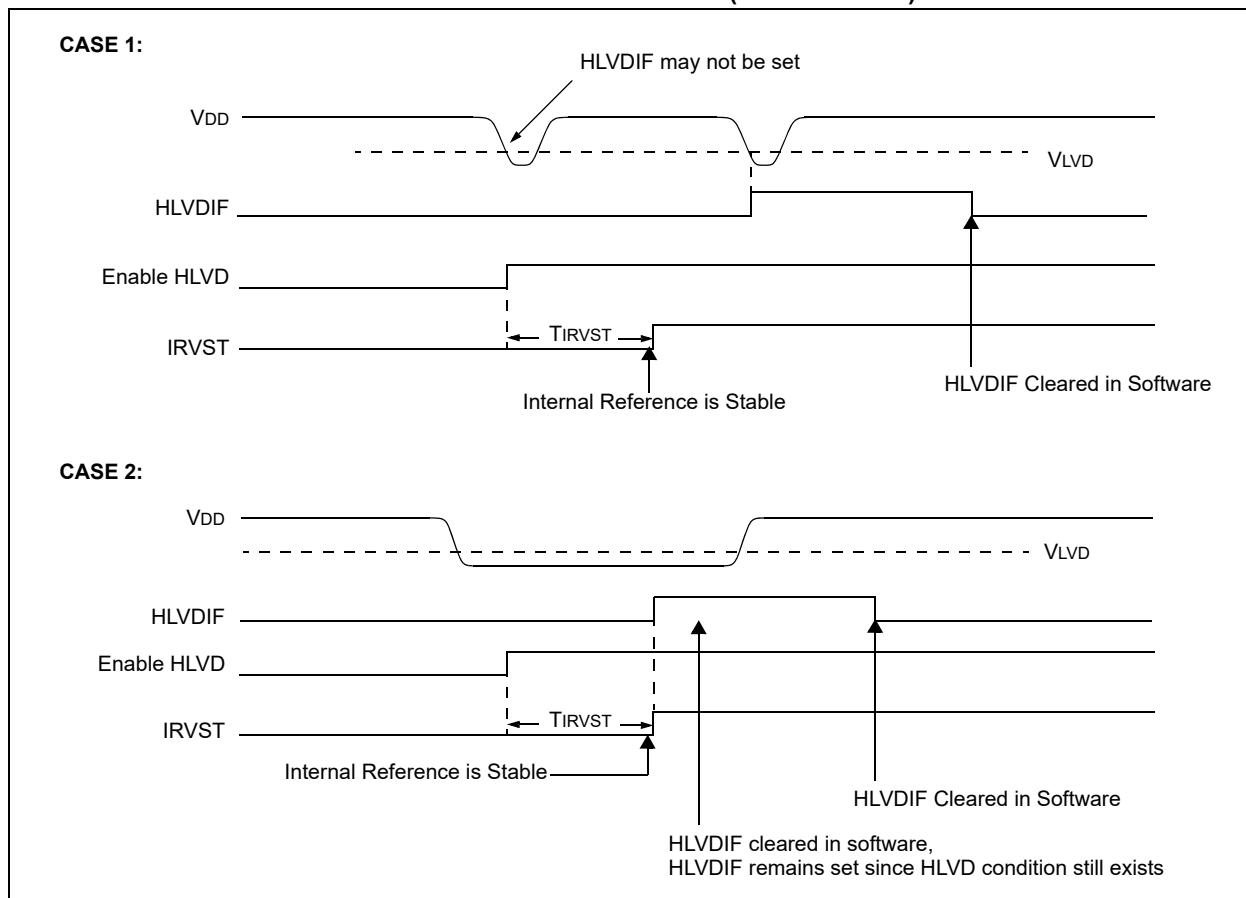 CASE 1:
HLVDIF may not be set
VDD
VLVD
HLVDIF
Enable HLVD
TIRVST
IRVST
HLVDIF Cleared in Software
Internal Reference is Stable
CASE 2:
VDD
VLVD
HLVDIF
Enable HLVD
TIRVST
IRVST
Internal Reference is Stable
HLVDIF Cleared in Software
HLVDIF cleared in software,
HLVDIF remains set since HLVD condition still exists